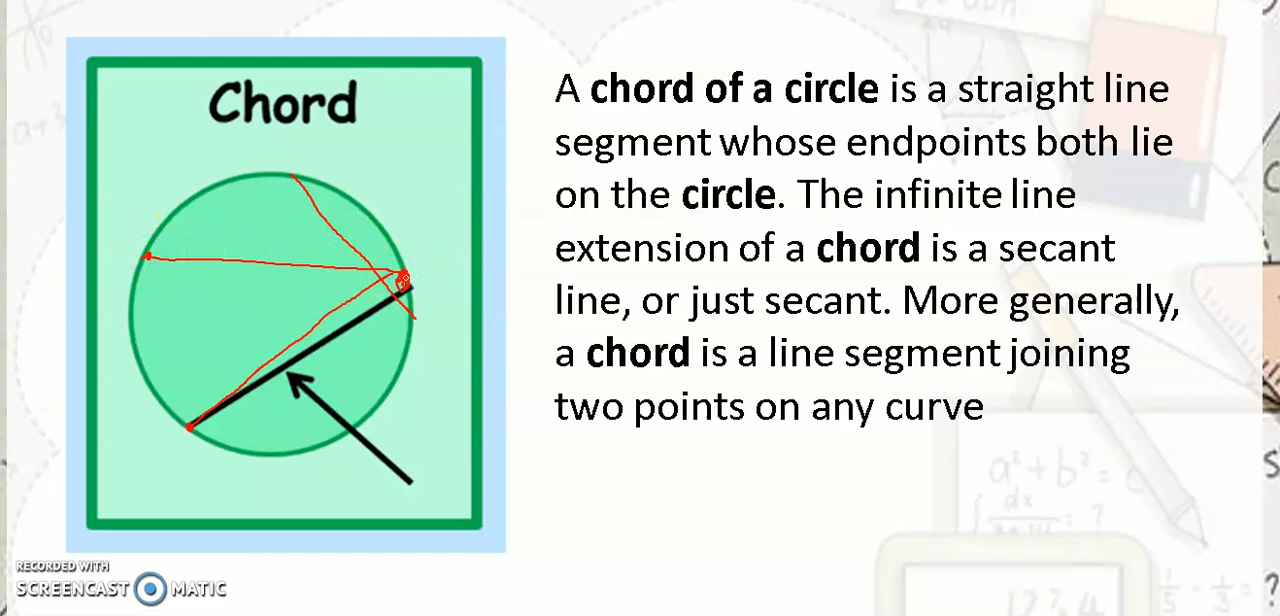 Chord
A chord of a circle is a straight line
segment whose endpoints both lie
on the circle. The infinite line
extension of a chord is a secant
line, or just secant. More generally,
a chord is a line segment joining
two points on any curve
a² + b² =
RECORDED WITH
SCREENCAST MATIC